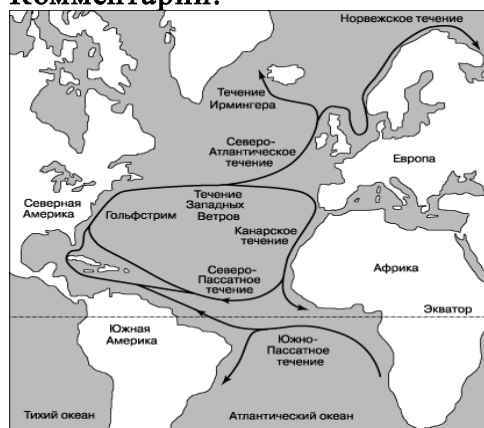 Комментарий:
Норвежское течение
Течение
Ирмингера
Северо-
Атлантическое
течение
Европа
Северная
Америка
Гольфстрим
Течение
Западных
Ветров
Канарское
течение
Северо-
Пассатное
течение
Африка
Экватор
Южная
Америка
Южно-
Пассатное
течение
Тихий океан
Атлантический океан